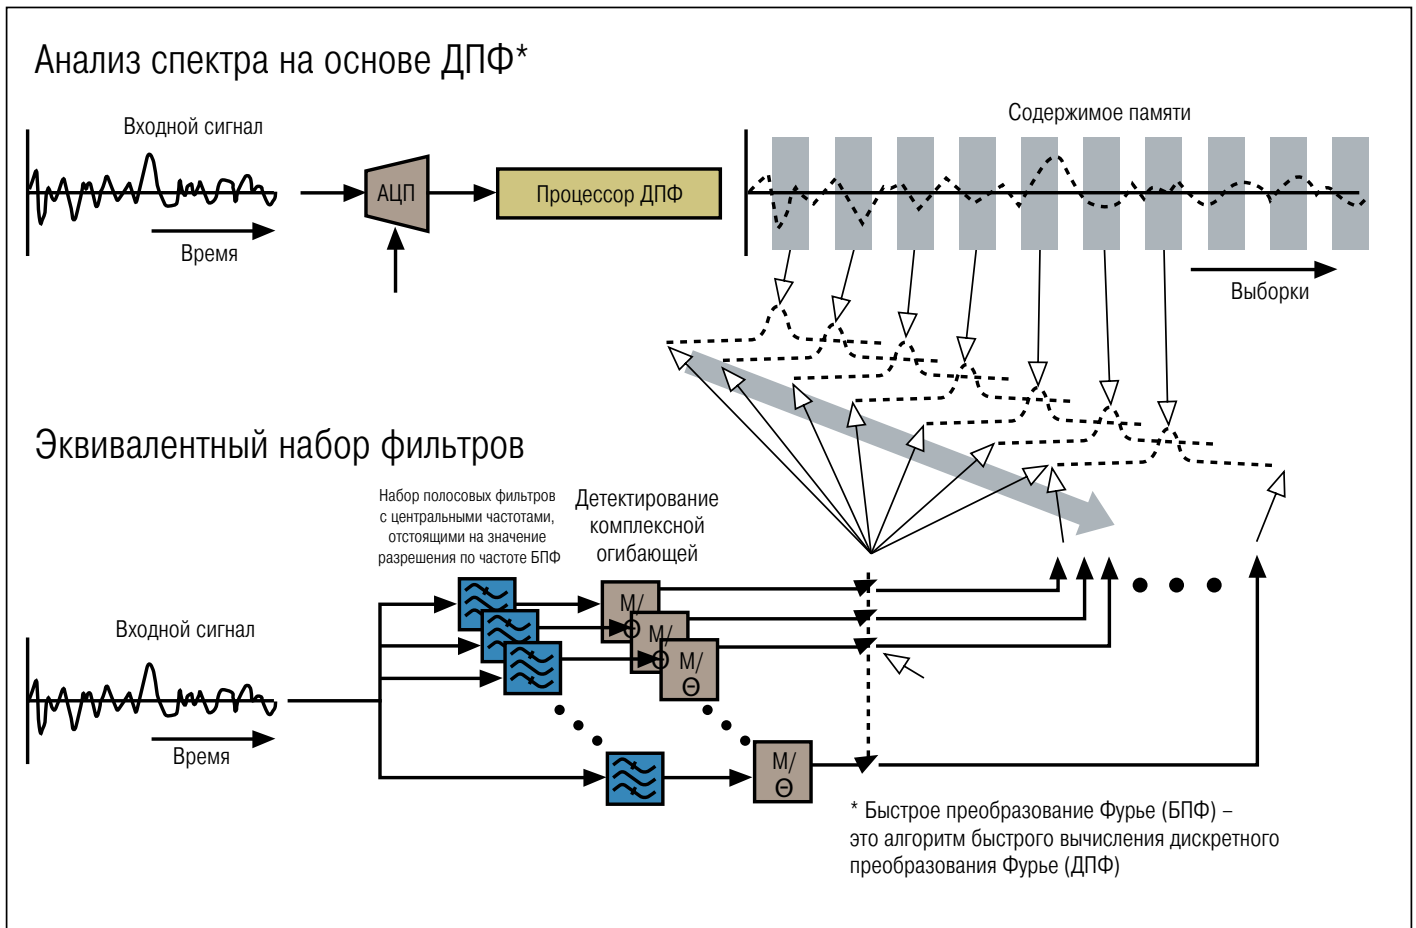 Анализ спектра на основе ДПФ*
Входной сигнал
Время
АЦП
Процессор ДПФ
Содержимое памяти
Выборки
Эквивалентный набор фильтров
Набор полосовых фильтров
с центральными частотами,
отстоящими на значение
разрешения по частоте БПФ
Детектирование
комплексной
огибающей
Входной сигнал
Время
M/
Θ
M/
Θ
M/
Θ
M/
Θ
* Быстрое преобразование Фурье (БПФ) –
это алгоритм быстрого вычисления дискретного
преобразования Фурье (ДПФ)